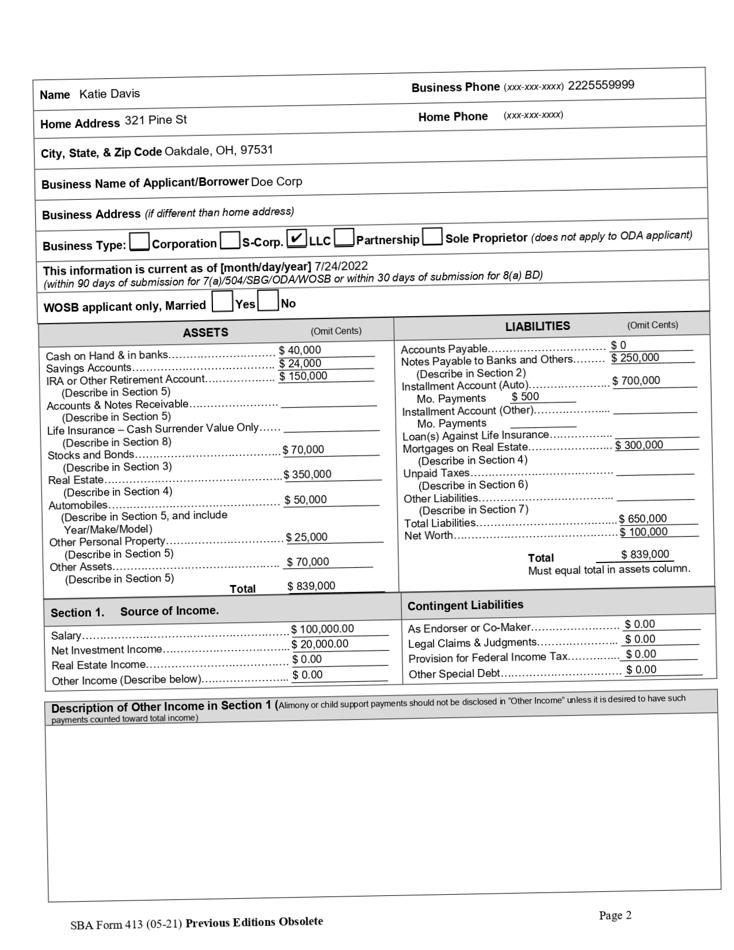 Name Katie Davis Business Phone (xxx-xxx-xxxx) 2225559999
Home Address 321 Pine St Home Phone (xxx-xxx-xxxx)
City, State, & Zip Code Oakdale, OH, 97531
Business Name of Applicant/Borrower Doe Corp
Business Address (if different than home address)
Business Type: Corporation S-Corp. ✔ LLC Partnership Sole Proprietor (does not apply to ODA applicant)
This information is current as of [month/day/year] 7/24/2022
(within 90 days of submission for 7(a)/504/SBG/ODA/WOSB or within 30 days of submission for 8(a) BD)
WOSB applicant only, Married Yes No
ASSETS (Omit Cents)
Cash on Hand & in banks................................... $ 40,000
Savings Accounts.............................................. $ 24,000
IRA or Other Retirement Account....................... $ 150,000
(Describe in Section 5)
Accounts & Notes Receivable.............................
(Describe in Section 5)
Life Insurance – Cash Surrender Value Only......
(Describe in Section 8)
Stocks and Bonds............................................... $ 70,000
(Describe in Section 3)
Real Estate......................................................... $ 350,000
(Describe in Section 4)
Automobiles........................................................ $ 50,000
(Describe in Section 5, and include
Year/Make/Model)
Other Personal Property...................................... $ 25,000
(Describe in Section 5)
Other Assets....................................................... $ 70,000
(Describe in Section 5)
Total $ 839,000
LIABILITIES (Omit Cents)
Accounts Payable....................................... $ 0
Notes Payable to Banks and Others.......... $ 250,000
(Describe in Section 2)
Installment Account (Auto).......................... $ 700,000
Mo. Payments $ 500
Installment Account (Other).........................
Mo. Payments
Loan(s) Against Life Insurance.....................
Mortgages on Real Estate............................ $ 300,000
(Describe in Section 4)
Unpaid Taxes................................................
(Describe in Section 6)
Other Liabilities.............................................
(Describe in Section 7)
Total Liabilities.............................................. $ 650,000
Net Worth..................................................... $ 100,000
Total $ 839,000
Must equal total in assets column.
Section 1. Source of Income.
Salary.................................................................. $ 100,000.00
Net Investment Income........................................ $ 20,000.00
Real Estate Income.............................................. $ 0.00
Other Income (Describe below)............................ $ 0.00
Contingent Liabilities
As Endorser or Co-Maker............................. $ 0.00
Legal Claims & Judgments........................... $ 0.00
Provision for Federal Income Tax................. $ 0.00
Other Special Debt........................................ $ 0.00
Description of Other Income in Section 1 (Alimony or child support payments should not be disclosed in "Other Income" unless it is desired to have such
payments counted toward total income)
SBA Form 413 (05-21) Previous Editions Obsolete Page 2